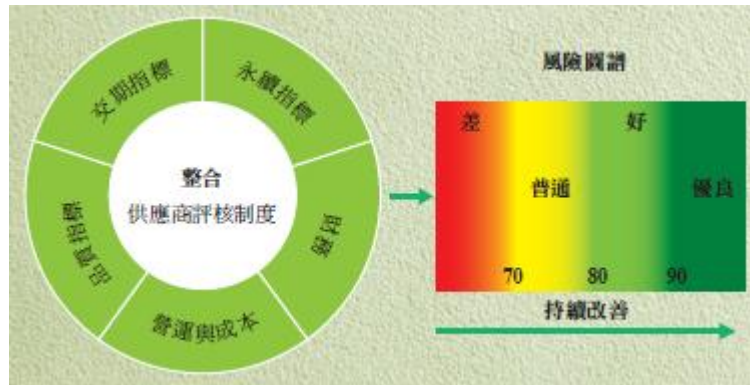 交期指標
永續指標
財務
營運與成本
品質指標
整合
供應商評核制度
風險圖譜
差
好
普通
優良
70
80
90
持續改善